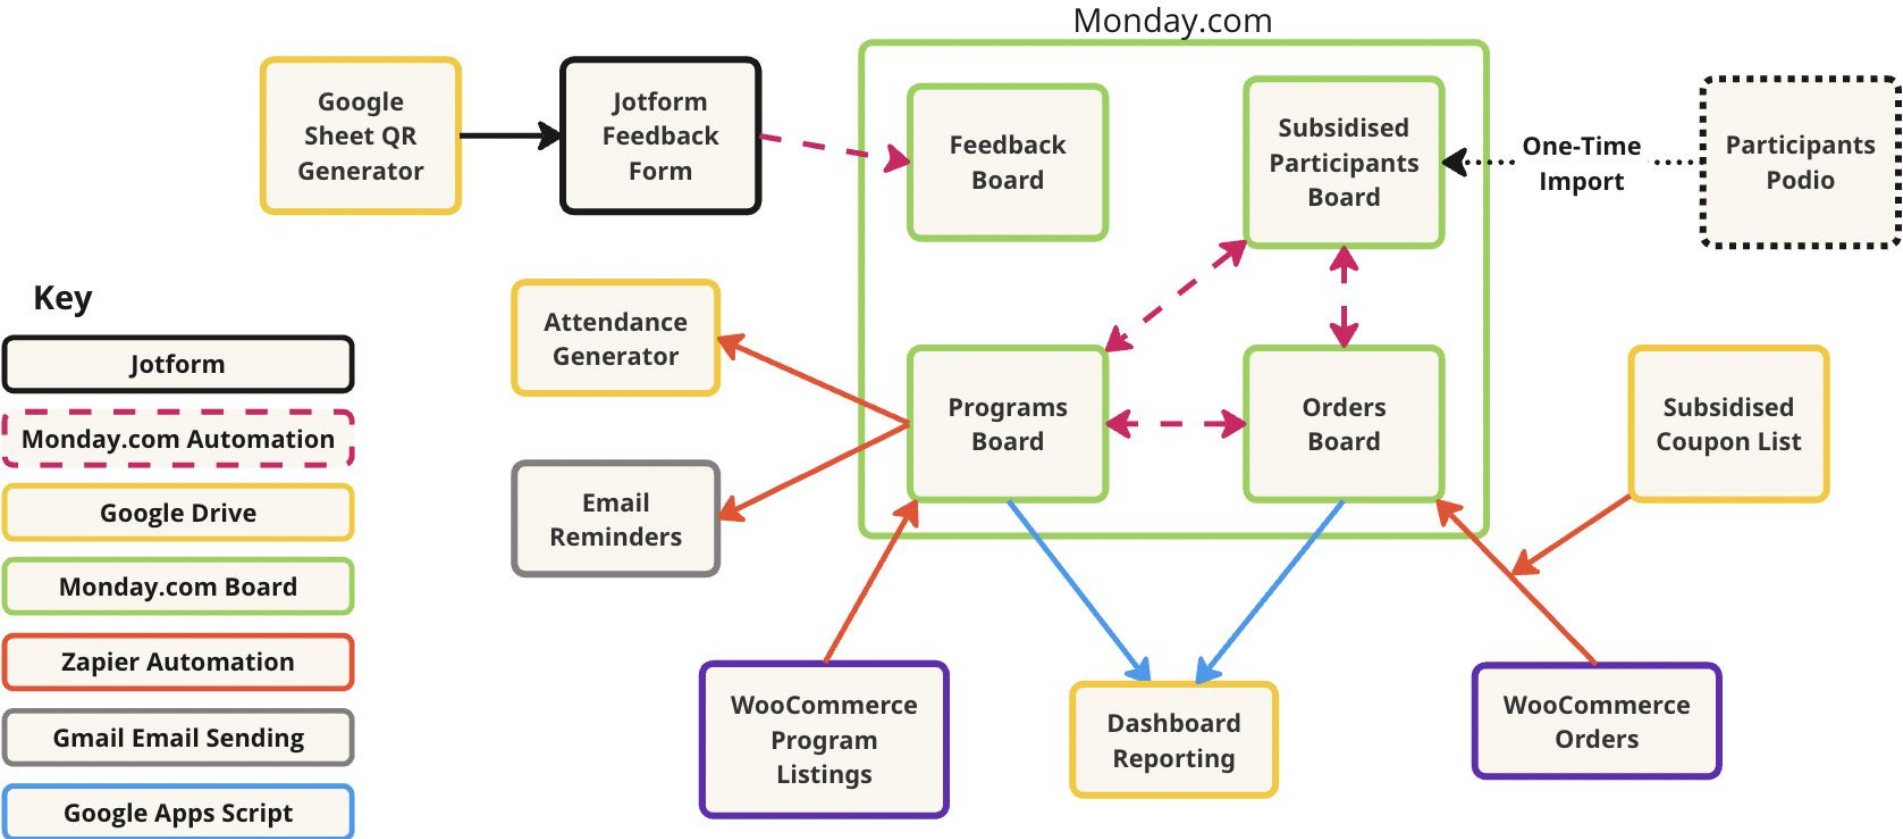 Monday.com
Google
Sheet QR
Generator
Jotform
Feedback
Form
Feedback
Board
Subsidised
Participants
Board
One-Time
Import
Participants
Podio
Key
Jotform
Monday.com Automation
Google Drive
Monday.com Board
Zapier Automation
Gmail Email Sending
Google Apps Script
Attendance
Generator
Email
Reminders
Programs
Board
Orders
Board
Subsidised
Coupon List
WooCommerce
Program
Listings
Dashboard
Reporting
WooCommerce
Orders